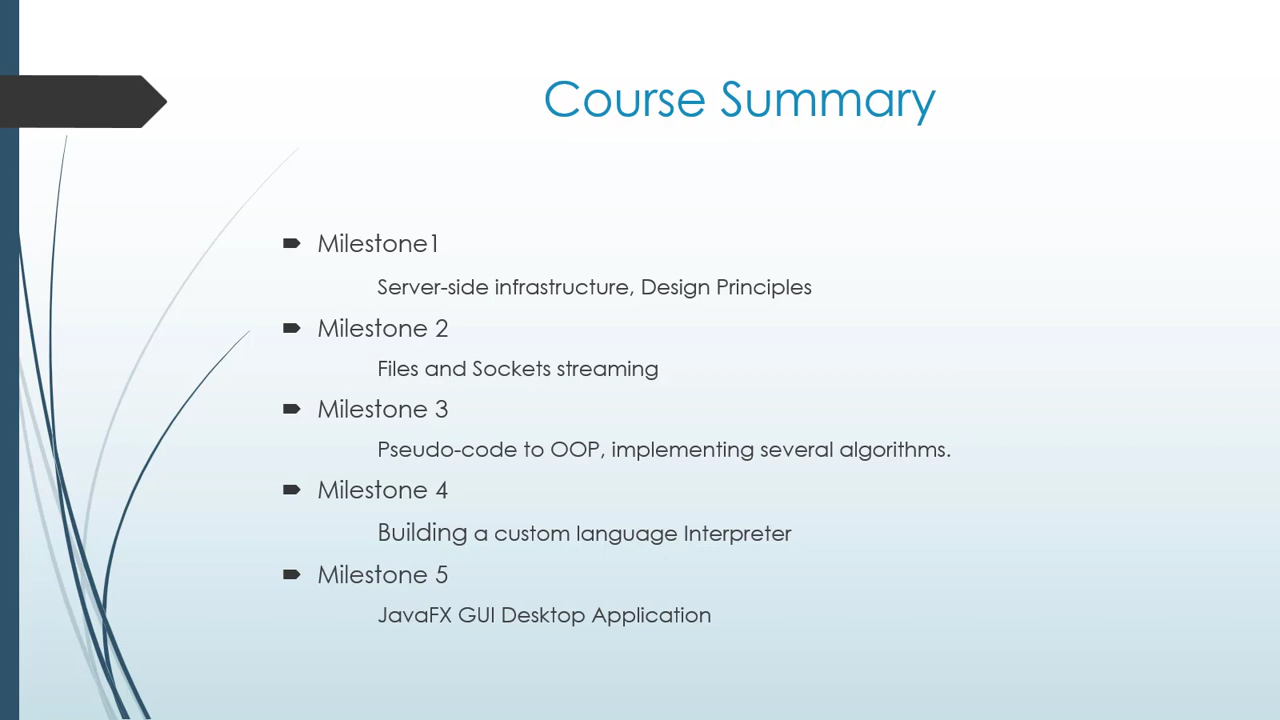 Course Summary
Milestone1
Server-side infrastructure, Design Principles
Milestone 2
Files and Sockets streaming
Milestone 3
Pseudo-code to OOP, implementing several algorithms.
Milestone 4
Building a custom language Interpreter
Milestone 5
JavaFX GUI Desktop Application